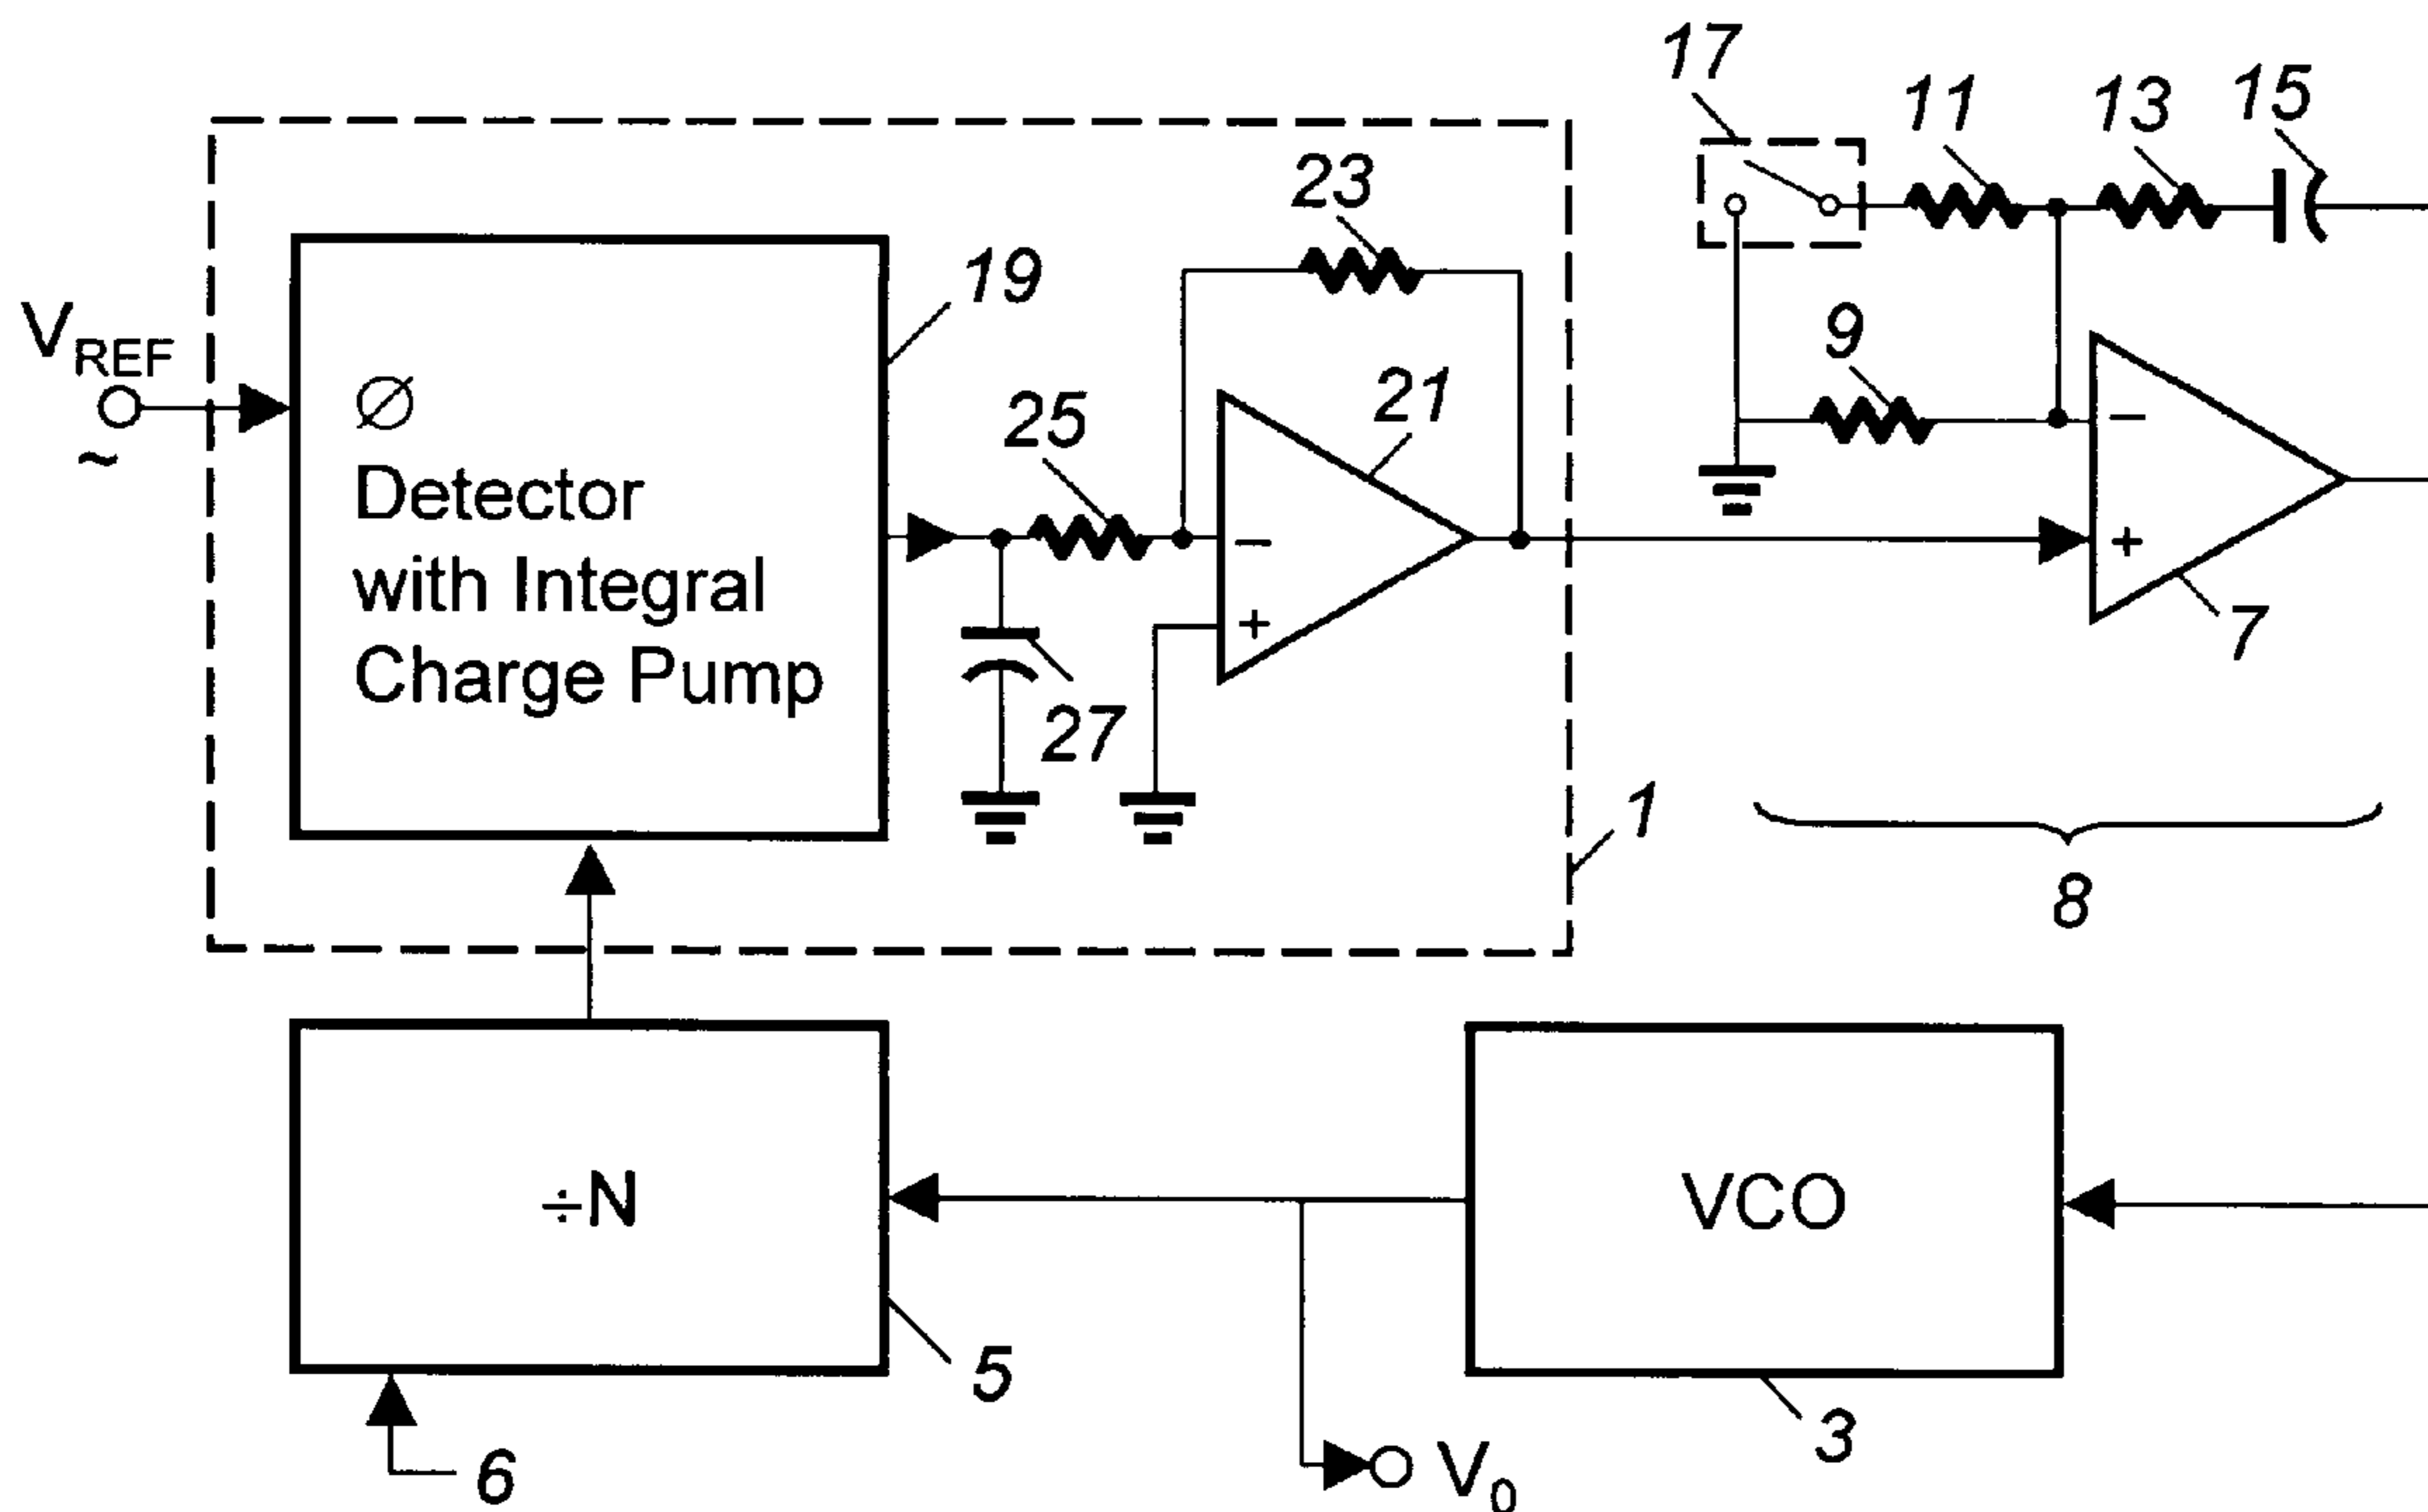 17
11
13
15
23
19
V_REF
~
Ø
Detector
with Integral
Charge Pump
25
21
9
−
+
−
+
7
27
1
8
÷N
VCO
5
3
6
V_0